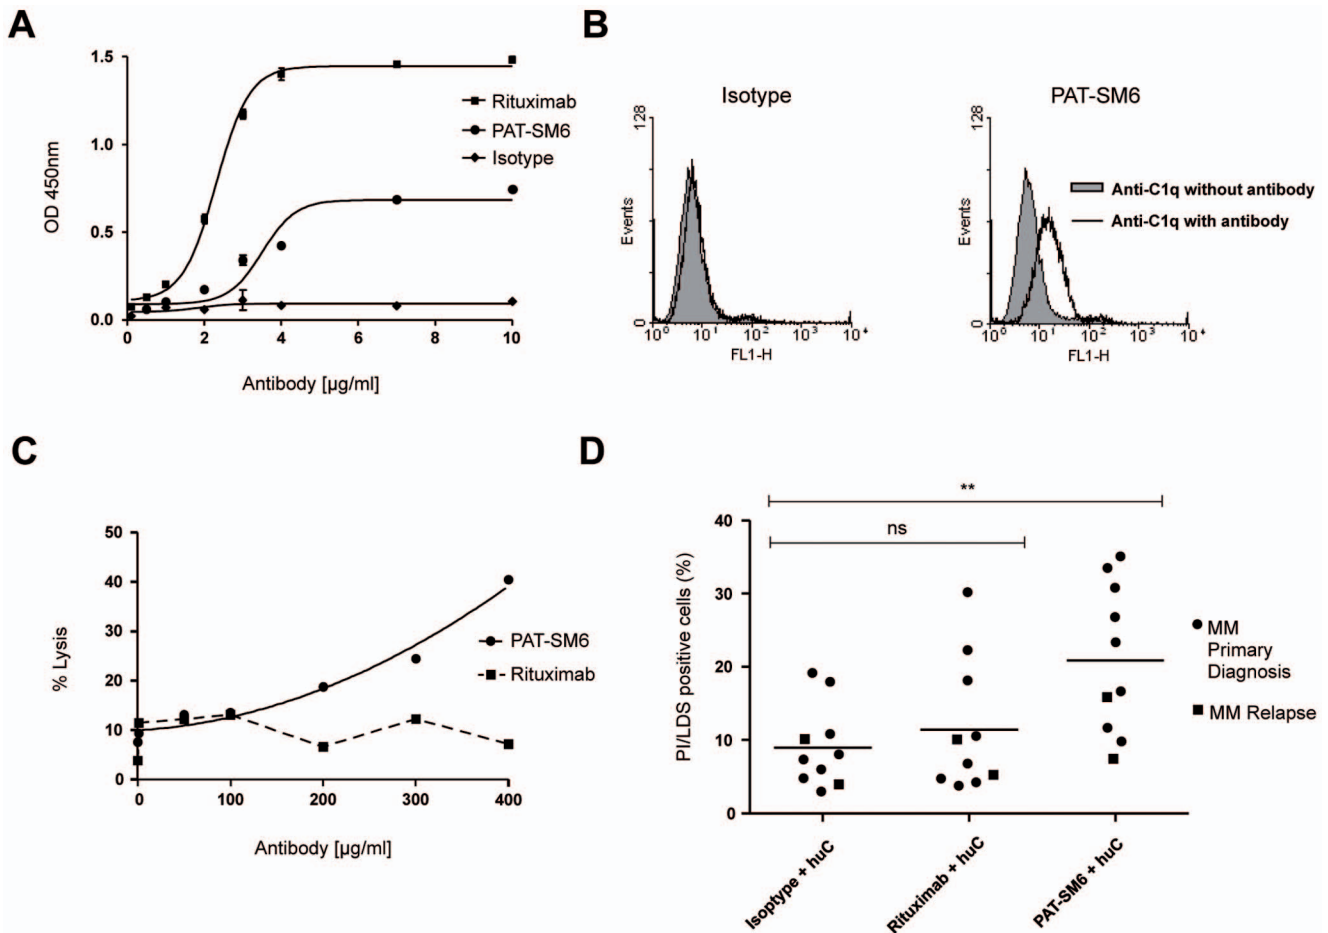 A
1.5
1.0
0.5
0.0
OD 450nm
0
2
4
6
8
10
Antibody [µg/ml]
Rituximab
PAT-SM6
Isotype
B
Isotype
128
Events
10⁰
10¹
10²
10³
10⁴
FL1-H
PAT-SM6
128
Events
10⁰
10¹
10²
10³
10⁴
FL1-H
Anti-C1q without antibody
Anti-C1q with antibody
C
50
40
30
20
10
0
% Lysis
0
100
200
300
400
Antibody [µg/ml]
PAT-SM6
Rituximab
D
**
ns
40
30
20
10
0
PI/LDS positive cells (%)
Isoptype + huC
Rituximab + huC
PAT-SM6 + huC
MM
Primary
Diagnosis
MM Relapse